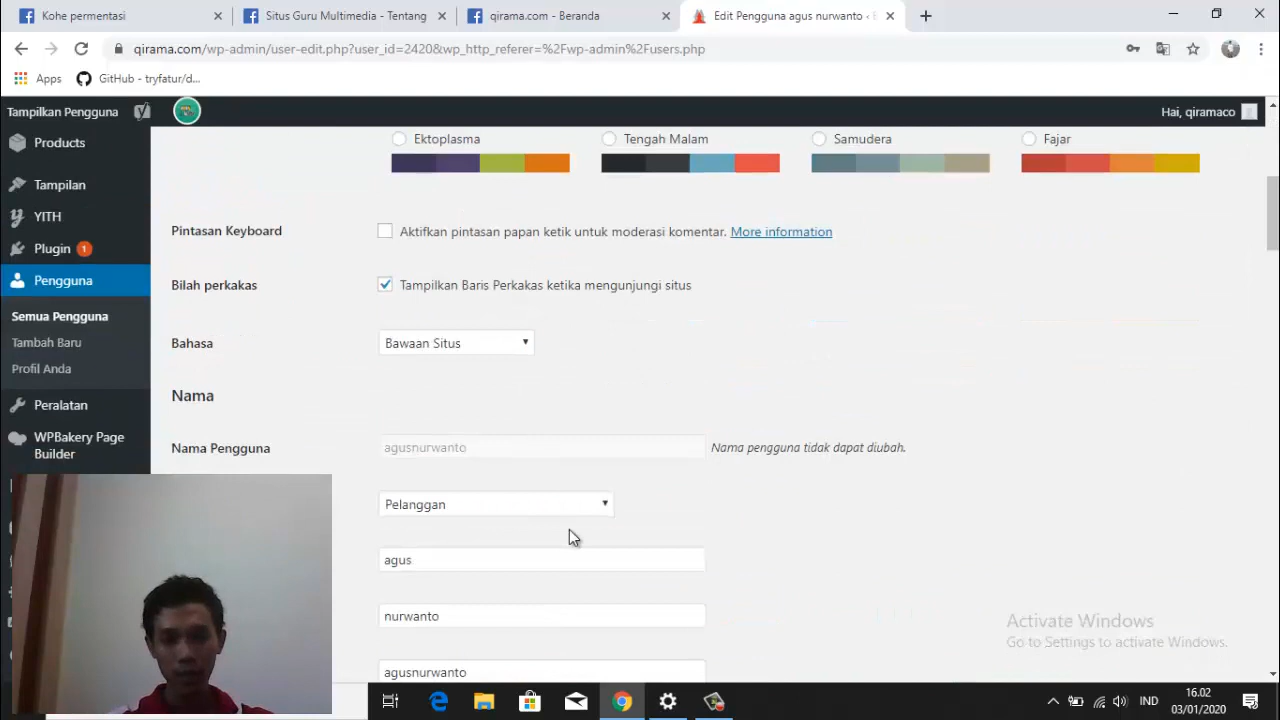 Kohe permentasi
Situs Guru Multimedia - Tentang
qirama.com - Beranda
Edit Pengguna agus nurwanto ‹ E
qirama.com/wp-admin/user-edit.php?user_id=2420&wp_http_referer=%2Fwp-admin%2Fusers.php
Apps
GitHub - tryfatur/d...
Tampilkan Pengguna
Hai, qiramaco
Products
Tampilan
YITH
Plugin 1
Pengguna
Semua Pengguna
Tambah Baru
Profil Anda
Peralatan
WPBakery Page
Builder
Ektoplasma
Tengah Malam
Samudera
Fajar
Pintasan Keyboard
Aktifkan pintasan papan ketik untuk moderasi komentar. More information
Bilah perkakas
Tampilkan Baris Perkakas ketika mengunjungi situs
Bahasa
Bawaan Situs
Nama
Nama Pengguna
agusnurwanto
Nama pengguna tidak dapat diubah.
Pelanggan
agus
nurwanto
agusnurwanto
Activate Windows
Go to Settings to activate Windows.
IND
16.02
03/01/2020